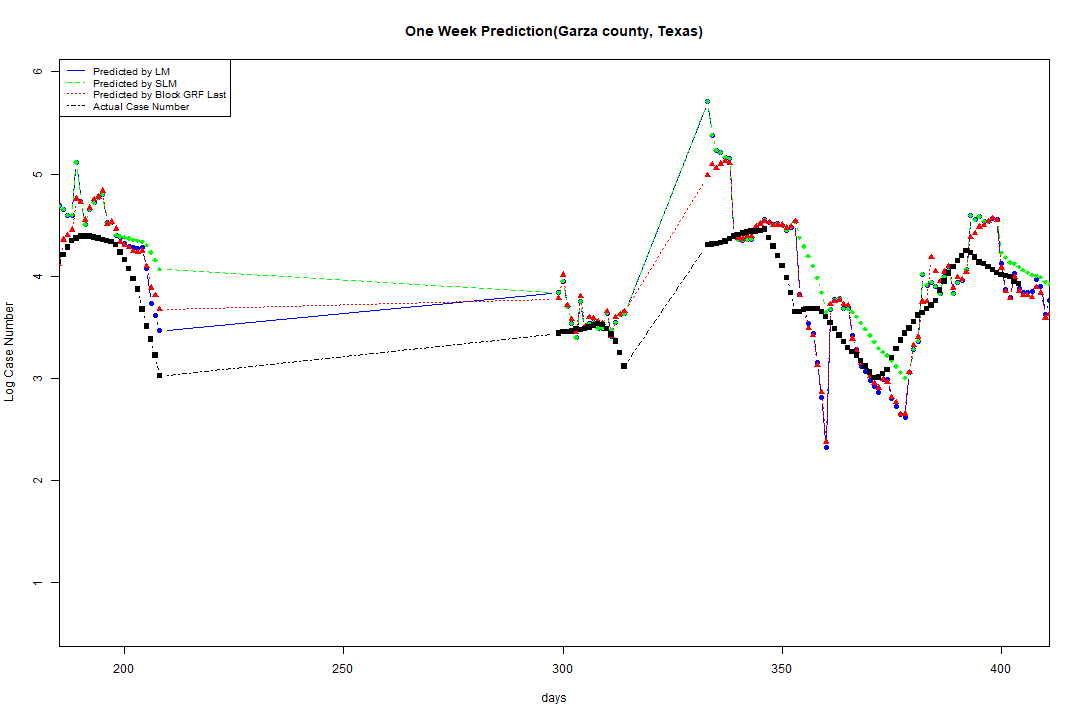 One Week Prediction(Garza county, Texas)
Predicted by LM
Predicted by SLM
Predicted by Block GRF Last
Actual Case Number
6
5
4
3
2
1
Log Case Number
200 250 300 350 400
days